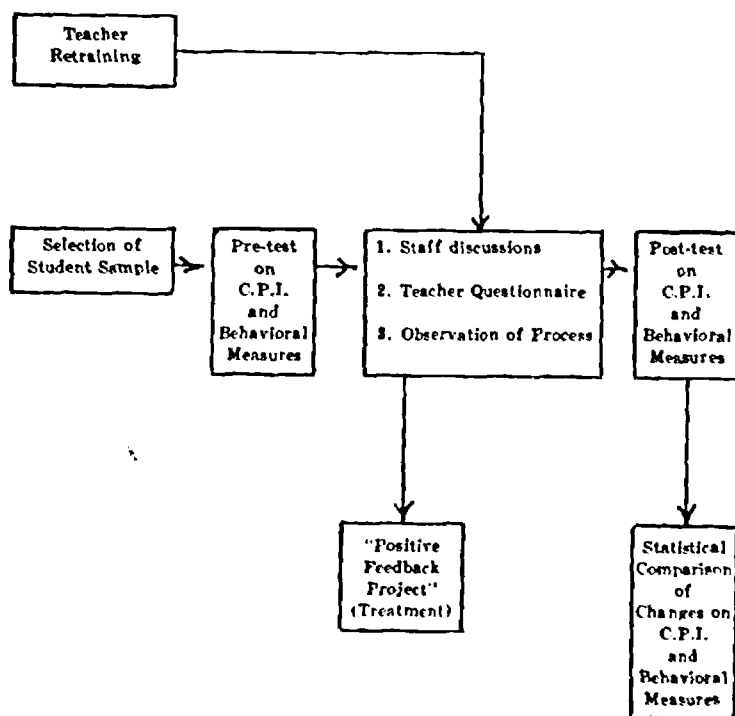 Teacher
Retraining
Selection of
Student Sample
Pre-test
on
C.P.I.
and
Behavioral
Measures
1. Staff discussions
2. Teacher Questionnaire
3. Observation of Process
Post-test
on
C.P.I.
and
Behavioral
Measures
"Positive
Feedback
Project"
(Treatment)
Statistical
Comparison
of
Changes on
C.P.I.
and
Behavioral
Measures